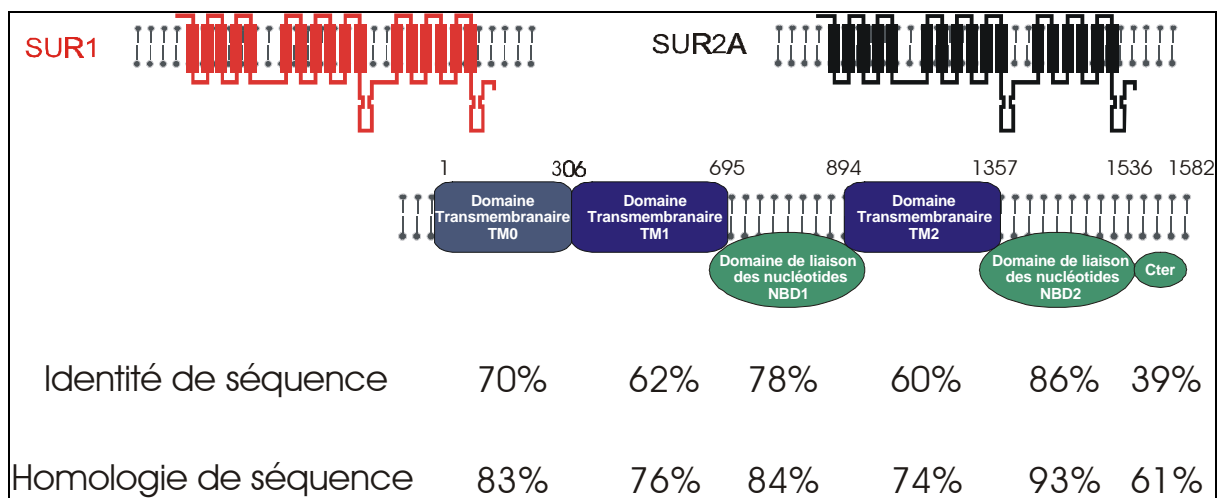 SUR1
SUR2A
1 306 695 894 1357 1536 1582
Domaine
Transmembranaire
TM0
Domaine
Transmembranaire
TM1
Domaine
Transmembranaire
TM2
Domaine de liaison
des nucléotides
NBD1
Domaine de liaison
des nucléotides
NBD2
Cter
Identité de séquence 70% 62% 78% 60% 86% 39%
Homologie de séquence 83% 76% 84% 74% 93% 61%